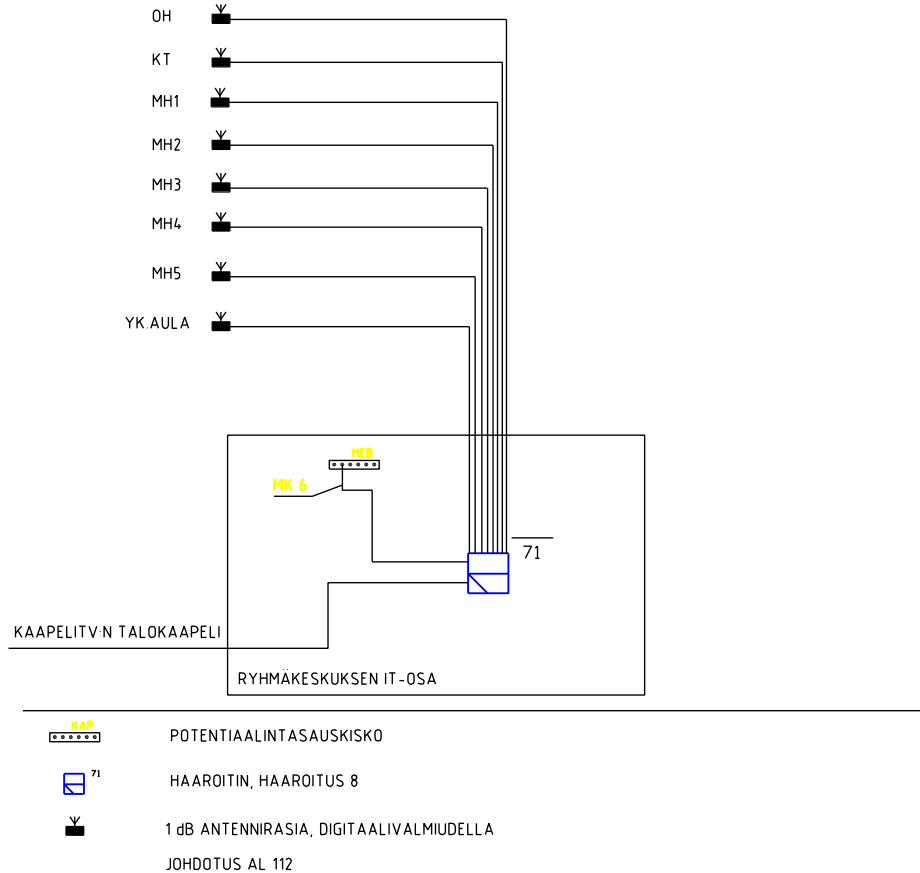 OH
KT
MH1
MH2
MH3
MH4
MH5
YK.AULA
MEB
MK 6
71
KAAPELITV:N TALOKAAPELI
RYHMÄKESKUKSEN IT-OSA
KAP
POTENTIAALINTASAUSKISKO
71
HAAROITIN, HAAROITUS 8
1 dB ANTENNIRASIA, DIGITAALIVALMIUDELLA
JOHDOTUS AL 112